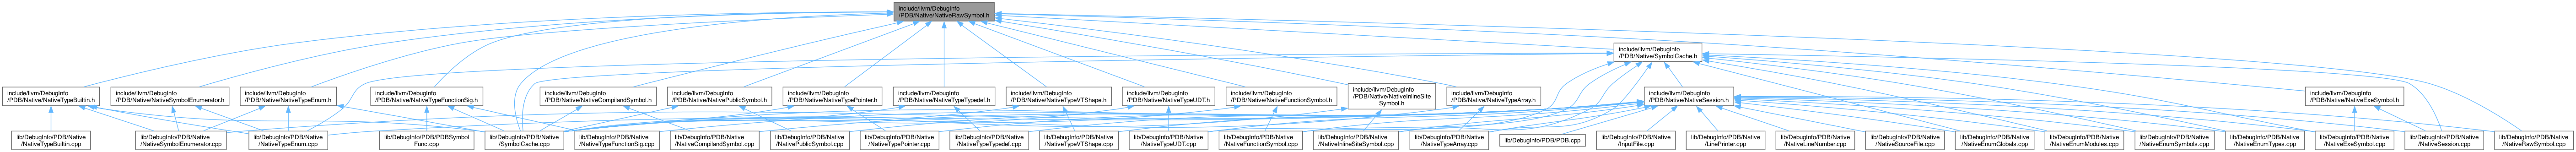 include/llvm/DebugInfo
/PDB/Native/NativeRawSymbol.h
include/llvm/DebugInfo
/PDB/Native/SymbolCache.h
include/llvm/DebugInfo
/PDB/Native/NativeTypeBuiltin.h
include/llvm/DebugInfo
/PDB/Native/NativeSymbolEnumerator.h
include/llvm/DebugInfo
/PDB/Native/NativeTypeEnum.h
include/llvm/DebugInfo
/PDB/Native/NativeTypeFunctionSig.h
include/llvm/DebugInfo
/PDB/Native/NativeCompilandSymbol.h
include/llvm/DebugInfo
/PDB/Native/NativePublicSymbol.h
include/llvm/DebugInfo
/PDB/Native/NativeTypePointer.h
include/llvm/DebugInfo
/PDB/Native/NativeTypeTypedef.h
include/llvm/DebugInfo
/PDB/Native/NativeTypeVTShape.h
include/llvm/DebugInfo
/PDB/Native/NativeTypeUDT.h
include/llvm/DebugInfo
/PDB/Native/NativeFunctionSymbol.h
include/llvm/DebugInfo
/PDB/Native/NativeInlineSite
Symbol.h
include/llvm/DebugInfo
/PDB/Native/NativeTypeArray.h
include/llvm/DebugInfo
/PDB/Native/NativeSession.h
include/llvm/DebugInfo
/PDB/Native/NativeExeSymbol.h
lib/DebugInfo/PDB/Native
/NativeTypeBuiltin.cpp
lib/DebugInfo/PDB/Native
/NativeSymbolEnumerator.cpp
lib/DebugInfo/PDB/Native
/NativeTypeEnum.cpp
lib/DebugInfo/PDB/PDBSymbol
Func.cpp
lib/DebugInfo/PDB/Native
/SymbolCache.cpp
lib/DebugInfo/PDB/Native
/NativeTypeFunctionSig.cpp
lib/DebugInfo/PDB/Native
/NativeCompilandSymbol.cpp
lib/DebugInfo/PDB/Native
/NativePublicSymbol.cpp
lib/DebugInfo/PDB/Native
/NativeTypePointer.cpp
lib/DebugInfo/PDB/Native
/NativeTypeTypedef.cpp
lib/DebugInfo/PDB/Native
/NativeTypeVTShape.cpp
lib/DebugInfo/PDB/Native
/NativeTypeUDT.cpp
lib/DebugInfo/PDB/Native
/NativeFunctionSymbol.cpp
lib/DebugInfo/PDB/Native
/NativeInlineSiteSymbol.cpp
lib/DebugInfo/PDB/Native
/NativeTypeArray.cpp
lib/DebugInfo/PDB/PDB.cpp
lib/DebugInfo/PDB/Native
/InputFile.cpp
lib/DebugInfo/PDB/Native
/LinePrinter.cpp
lib/DebugInfo/PDB/Native
/NativeLineNumber.cpp
lib/DebugInfo/PDB/Native
/NativeSourceFile.cpp
lib/DebugInfo/PDB/Native
/NativeEnumGlobals.cpp
lib/DebugInfo/PDB/Native
/NativeEnumModules.cpp
lib/DebugInfo/PDB/Native
/NativeEnumSymbols.cpp
lib/DebugInfo/PDB/Native
/NativeEnumTypes.cpp
lib/DebugInfo/PDB/Native
/NativeExeSymbol.cpp
lib/DebugInfo/PDB/Native
/NativeSession.cpp
lib/DebugInfo/PDB/Native
/NativeRawSymbol.cpp